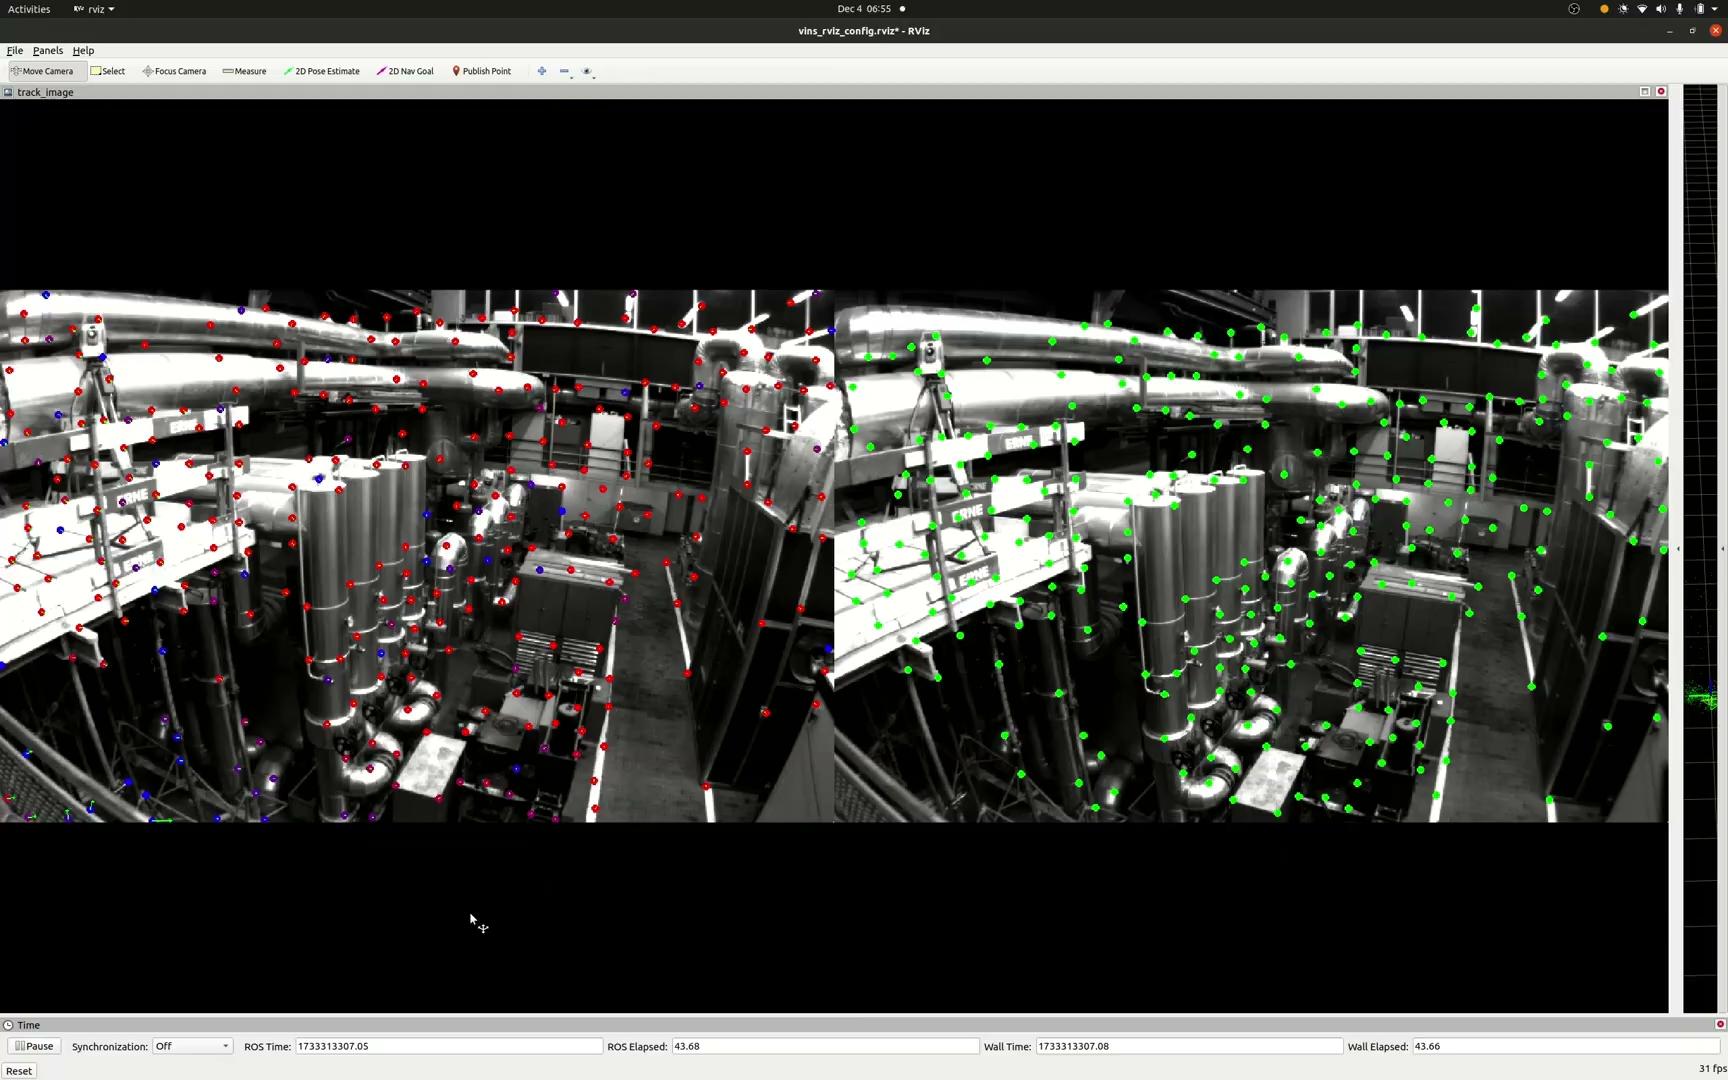 Activities
rviz
Dec 4 06:55
vins_rviz_config.rviz* - RViz
File Panels Help
Move Camera Select Focus Camera Measure 2D Pose Estimate 2D Nav Goal Publish Point
track_image
ERNE
ERNE
ERNE
ERNE
ERNE
Time
Pause Synchronization: Off ROS Time: 1733313307.05 ROS Elapsed: 43.68 Wall Time: 1733313307.08 Wall Elapsed: 43.66
Reset
31 fps